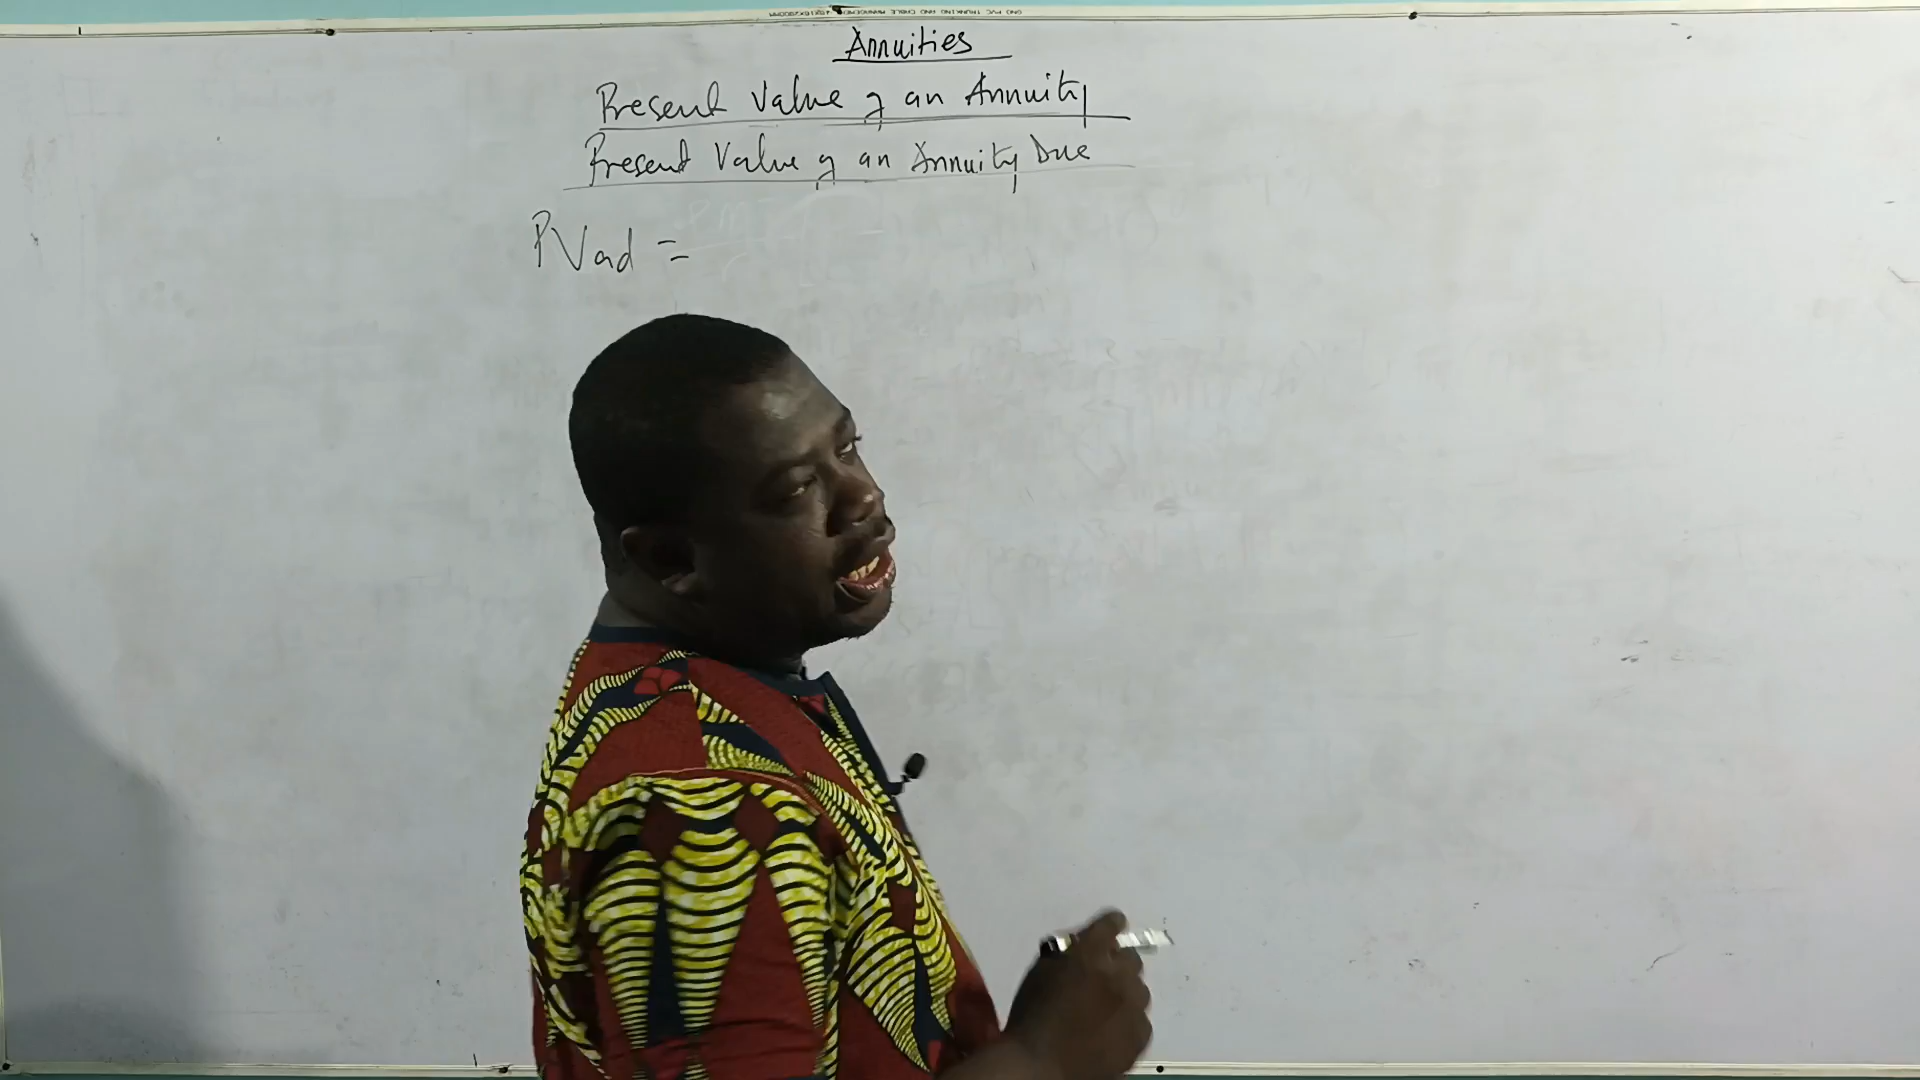 Annuities
Present Value of an Annuity
Present Value of an Annuity Due
PVad =